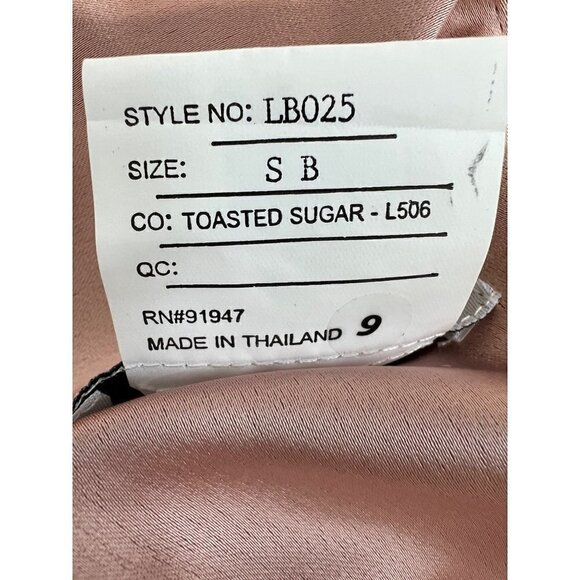 STYLE NO: LB025
SIZE: S B
CO: TOASTED SUGAR - L506
QC:
RN#91947
MADE IN THAILAND 9